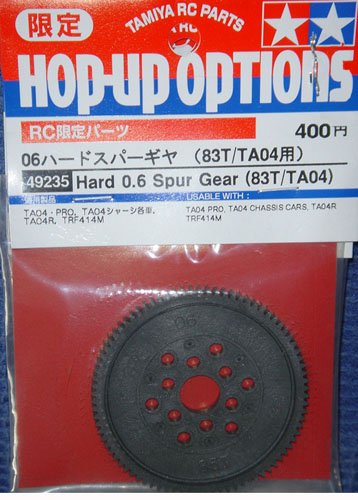 限定
TAMIYA RC PARTS
TRC
HOP-UP OPTIONS
RC限定パーツ
400円
06ハードスパーギヤ (83T/TA04用)
49235 Hard 0.6 Spur Gear (83T/TA04)
USABLE WITH:
TA04・PRO, TA04シャーシ各車,
TA04R, TRF414M
TA04 PRO, TA04 CHASSIS CARS, TA04R
TRF414M
06